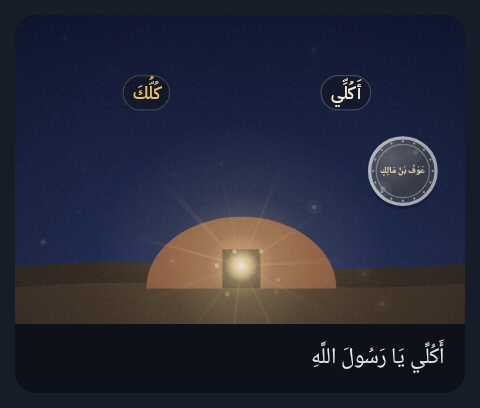 أَكُلِّي
كُلُّكَ
عَوْفُ بْنُ مَالِكٍ
أَكُلِّي يَا رَسُولَ اللَّهِ